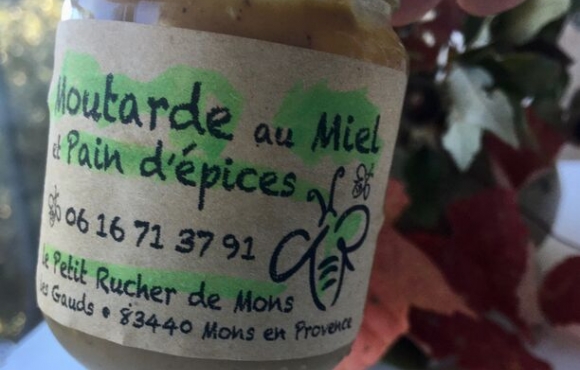 Moutarde au Miel
et Pain d'épices
06 16 71 37 91
Le Petit Rucher de Mons
Les Gauds • 83440 Mons en Provence